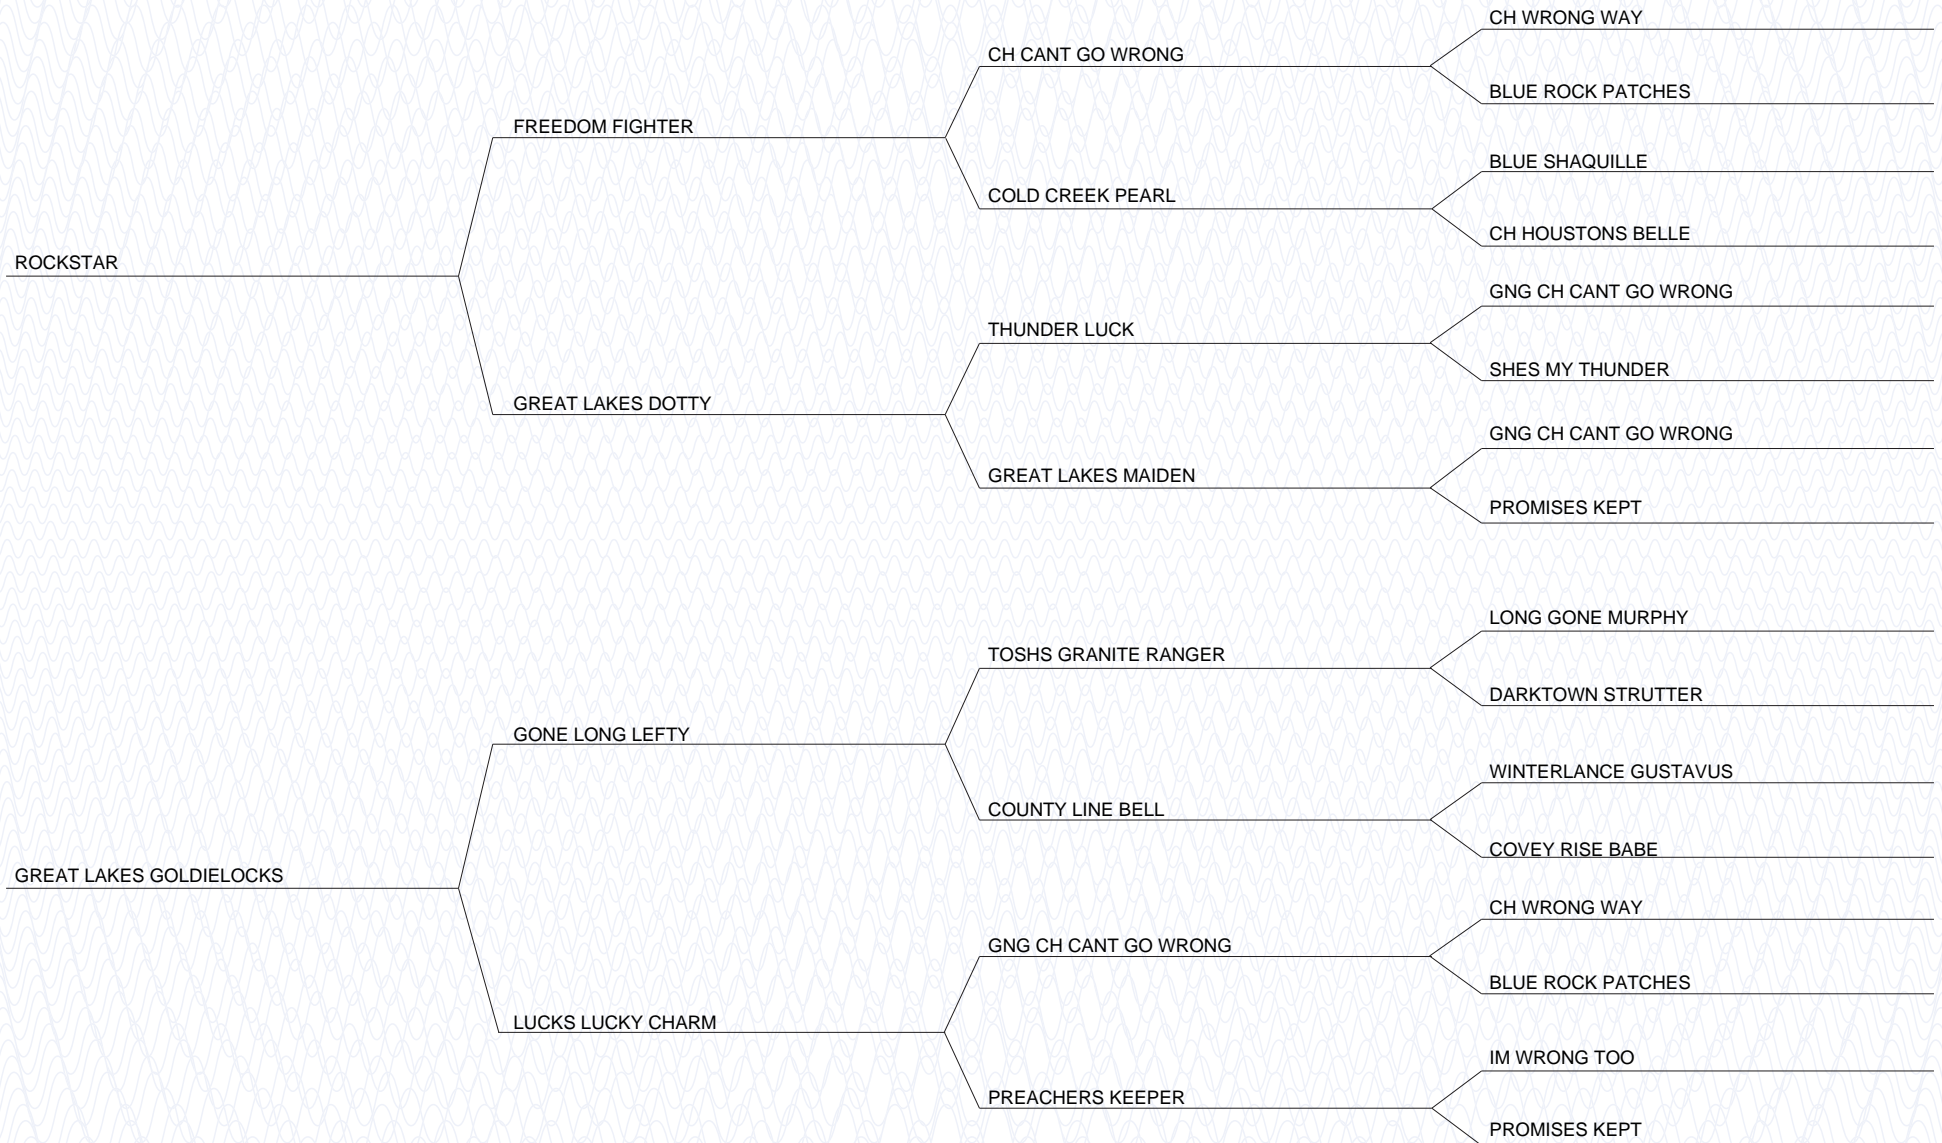 CH WRONG WAY
CH CANT GO WRONG
BLUE ROCK PATCHES
FREEDOM FIGHTER
BLUE SHAQUILLE
COLD CREEK PEARL
CH HOUSTONS BELLE
ROCKSTAR
GNG CH CANT GO WRONG
THUNDER LUCK
SHES MY THUNDER
GREAT LAKES DOTTY
GNG CH CANT GO WRONG
GREAT LAKES MAIDEN
PROMISES KEPT
LONG GONE MURPHY
TOSHS GRANITE RANGER
DARKTOWN STRUTTER
GONE LONG LEFTY
WINTERLANCE GUSTAVUS
COUNTY LINE BELL
COVEY RISE BABE
GREAT LAKES GOLDIELOCKS
CH WRONG WAY
GNG CH CANT GO WRONG
BLUE ROCK PATCHES
LUCKS LUCKY CHARM
IM WRONG TOO
PREACHERS KEEPER
PROMISES KEPT